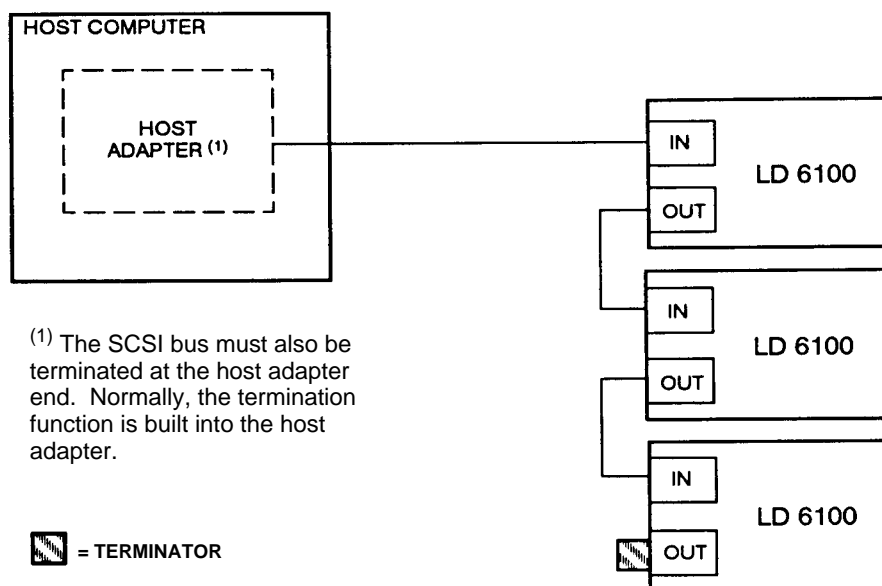 HOST COMPUTER
HOST
ADAPTER (1)
IN
LD 6100
OUT
IN
LD 6100
OUT
IN
LD 6100
OUT
(1) The SCSI bus must also be
terminated at the host adapter
end. Normally, the termination
function is built into the host
adapter.
= TERMINATOR